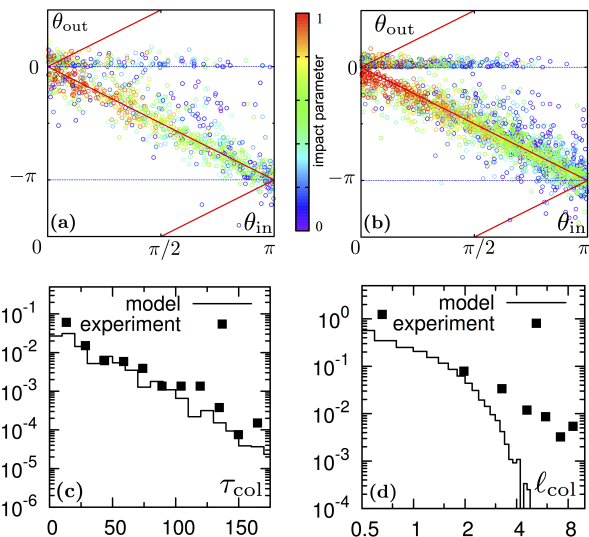 θout
0
−π
(a)
θin
0
π/2
π
1
impact parameter
0
θout
0
−π
(b)
θin
0
π/2
π
model
experiment
10-1
10-2
10-3
10-4
10-5
10-6
(c)
τcol
0
50
100
150
model
experiment
100
10-1
10-2
10-3
10-4
(d)
ℓcol
0.5
1
2
4
8